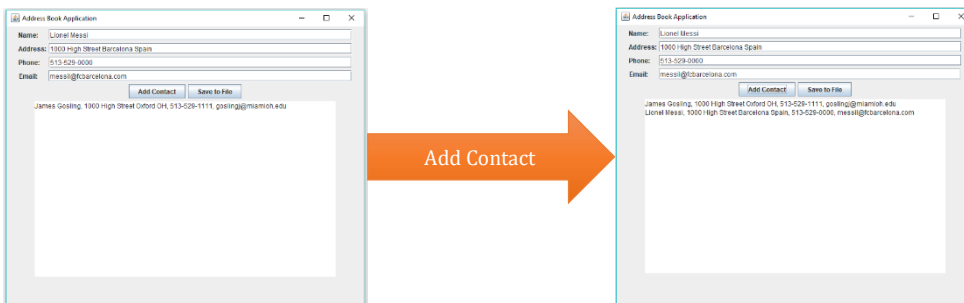 Address Book Application
Name: Lionel Messi
Address: 1000 High Street Barcelona Spain
Phone: 513-529-0000
Email: messil@fcbarcelona.com
Add Contact Save to File
James Gosling, 1000 High Street Oxford OH, 513-529-1111, goslingj@miamioh.edu
Add Contact
Address Book Application
Name: Lionel Messi
Address: 1000 High Street Barcelona Spain
Phone: 513-529-0000
Email: messil@fcbarcelona.com
Add Contact Save to File
James Gosling, 1000 High Street Oxford OH, 513-529-1111, goslingj@miamioh.edu
Lionel Messi, 1000 High Street Barcelona Spain, 513-529-0000, messil@fcbarcelona.com